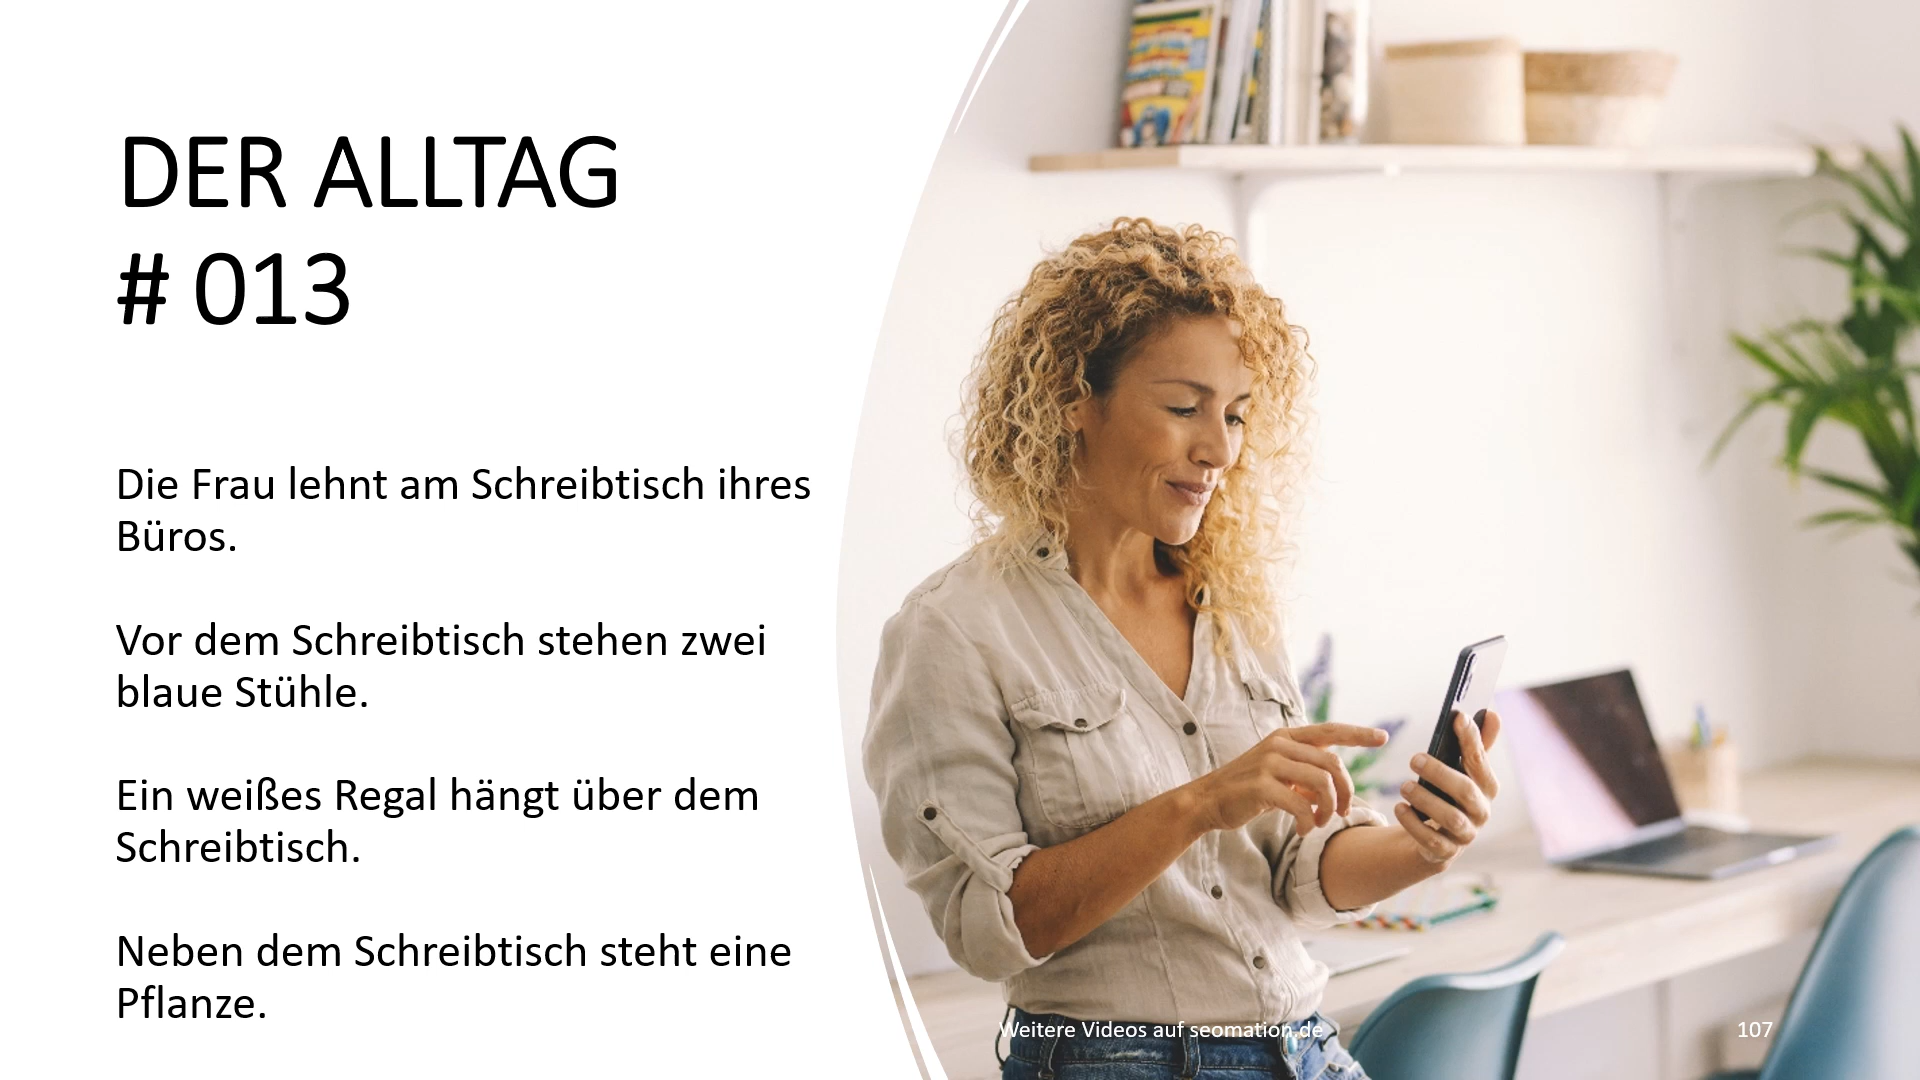 DER ALLTAG
# 013
Die Frau lehnt am Schreibtisch ihres
Büros.
Vor dem Schreibtisch stehen zwei
blaue Stühle.
Ein weißes Regal hängt über dem
Schreibtisch.
Neben dem Schreibtisch steht eine
Pflanze.
Weitere Videos auf seomation.de
107